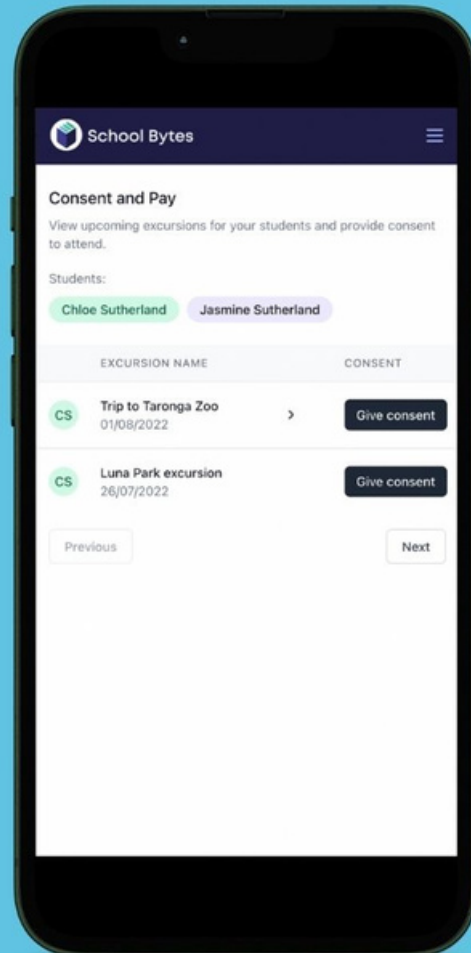 School Bytes
Consent and Pay
View upcoming excursions for your students and provide consent
to attend.
Students:
Chloe Sutherland Jasmine Sutherland
EXCURSION NAME CONSENT
CS Trip to Taronga Zoo Give consent
01/08/2022
CS Luna Park excursion Give consent
26/07/2022
Previous Next